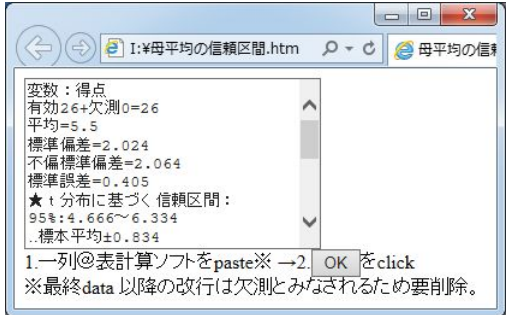 I:¥母平均の信頼区間.htm
母平均の信頼
変数：得点
有効26+欠測0=26
平均=5.5
標準偏差=2.024
不偏標準偏差=2.064
標準誤差=0.405
★ｔ分布に基づく信頼区間：
95%:4.666～6.334
..標本平均±0.834
1.一列@表計算ソフトをpaste※ →2. OK をclick
※最終data 以降の改行は欠測とみなされるため要削除。